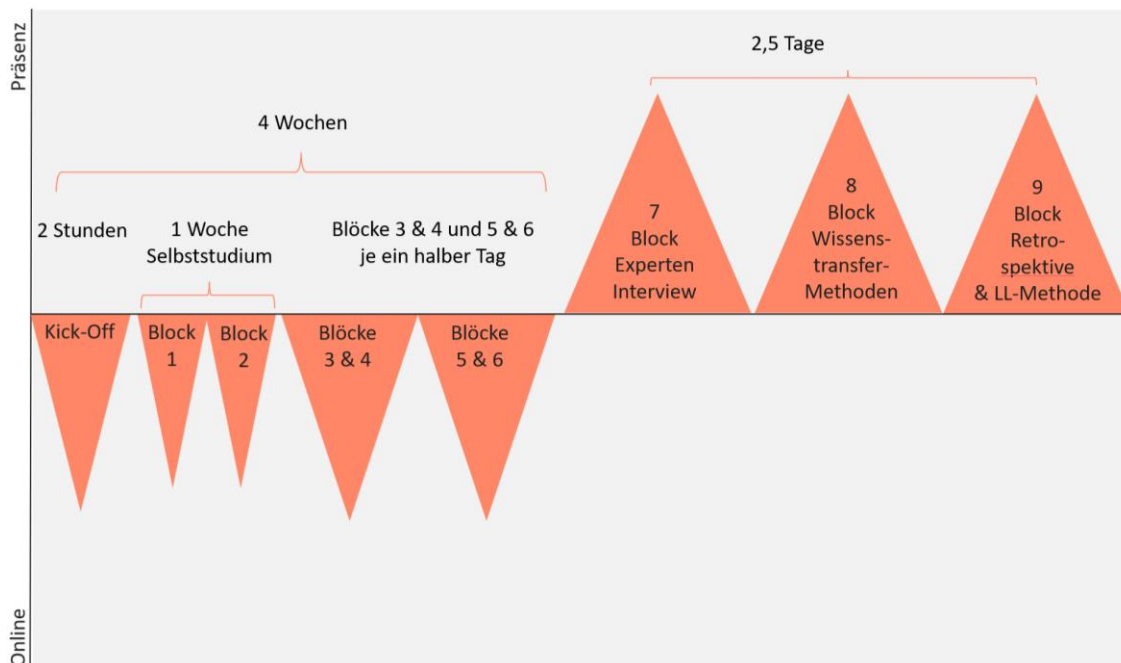 Präsenz
2,5 Tage
4 Wochen
2 Stunden
1 Woche
Selbststudium
Blöcke 3 & 4 und 5 & 6
je ein halber Tag
7
Block
Experten
Interview
8
Block
Wissens-
transfer-
Methoden
9
Block
Retro-
spektive
& LL-Methode
Kick-Off
Block
1
Block
2
Blöcke
3 & 4
Blöcke
5 & 6
Online